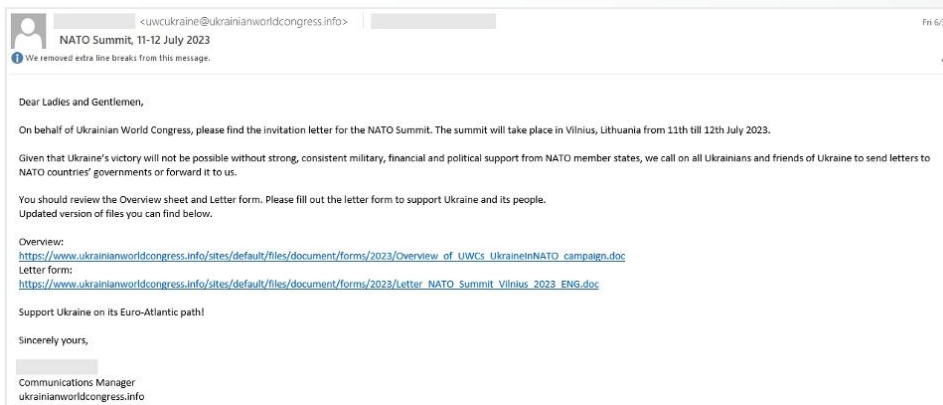 <uwcukraine@ukrainianworldcongress.info>
Fri 6/
NATO Summit, 11-12 July 2023
We removed extra line breaks from this message.
Dear Ladies and Gentlemen,
On behalf of Ukrainian World Congress, please find the invitation letter for the NATO Summit. The summit will take place in Vilnius, Lithuania from 11th till 12th July 2023.
Given that Ukraine's victory will not be possible without strong, consistent military, financial and political support from NATO member states, we call on all Ukrainians and friends of Ukraine to send letters to
NATO countries' governments or forward it to us.
You should review the Overview sheet and Letter form. Please fill out the letter form to support Ukraine and its people.
Updated version of files you can find below.
Overview:
https://www.ukrainianworldcongress.info/sites/default/files/document/forms/2023/Overview_of_UWCs_UkraineInNATO_campaign.doc
Letter form:
https://www.ukrainianworldcongress.info/sites/default/files/document/forms/2023/Letter_NATO_Summit_Vilnius_2023_ENG.doc
Support Ukraine on its Euro-Atlantic path!
Sincerely yours,
Communications Manager
ukrainianworldcongress.info